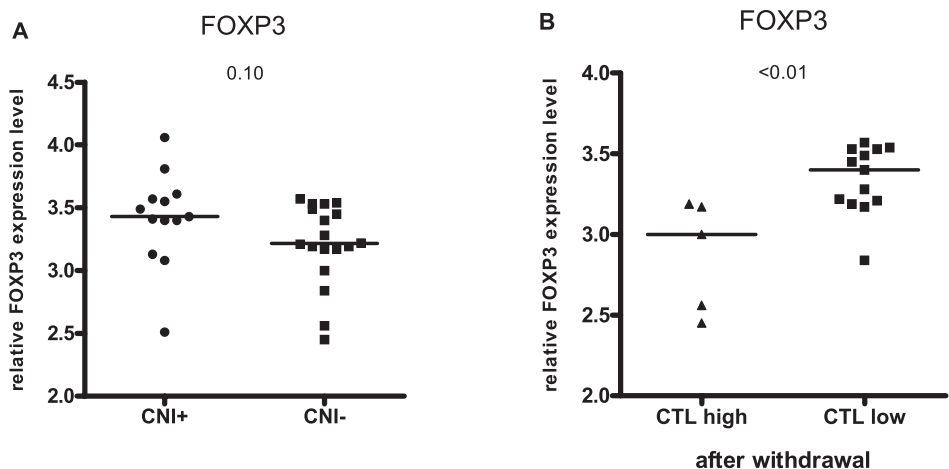 A
FOXP3
0.10
relative FOXP3 expression level
4.5
4.0
3.5
3.0
2.5
2.0
CNI+
CNI-
B
FOXP3
<0.01
relative FOXP3 expression level
4.0
3.5
3.0
2.5
2.0
CTL high
CTL low
after withdrawal